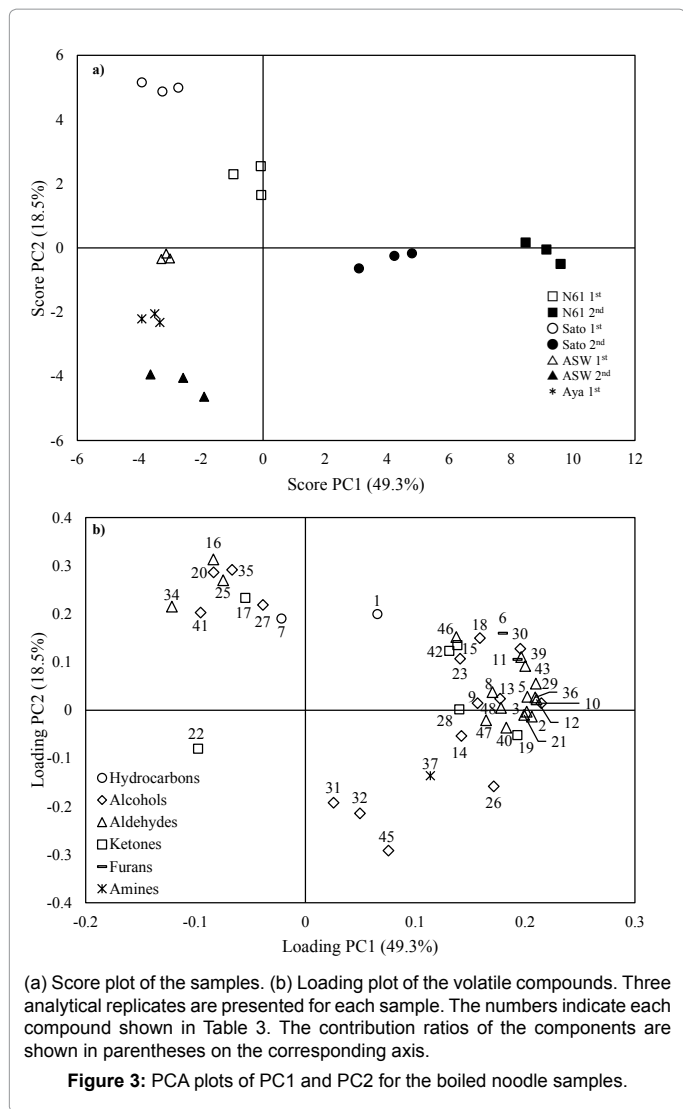 a)
6
4
2
0
-2
-4
-6
-6 -4 -2 0 2 4 6 8 10 12
Score PC2 (18.5%)
Score PC1 (49.3%)
N61 1st
N61 2nd
Sato 1st
Sato 2nd
ASW 1st
ASW 2nd
Aya 1st
b)
0.4
0.3
0.2
0.1
0
-0.1
-0.2
-0.3
-0.4
-0.2 -0.1 0 0.1 0.2 0.3
Loading PC2 (18.5%)
Loading PC1 (49.3%)
16
20
35
25
34
17
41
27
7
1
46
18
6
30
42
15
11
39
23
43
8
13
5
29
36
9
10
48
3
12
28
2
47
21
40
19
14
22
37
26
31
32
45
Hydrocarbons
Alcohols
Aldehydes
Ketones
Furans
Amines
(a) Score plot of the samples. (b) Loading plot of the volatile compounds. Three
analytical replicates are presented for each sample. The numbers indicate each
compound shown in Table 3. The contribution ratios of the components are
shown in parentheses on the corresponding axis.
Figure 3: PCA plots of PC1 and PC2 for the boiled noodle samples.